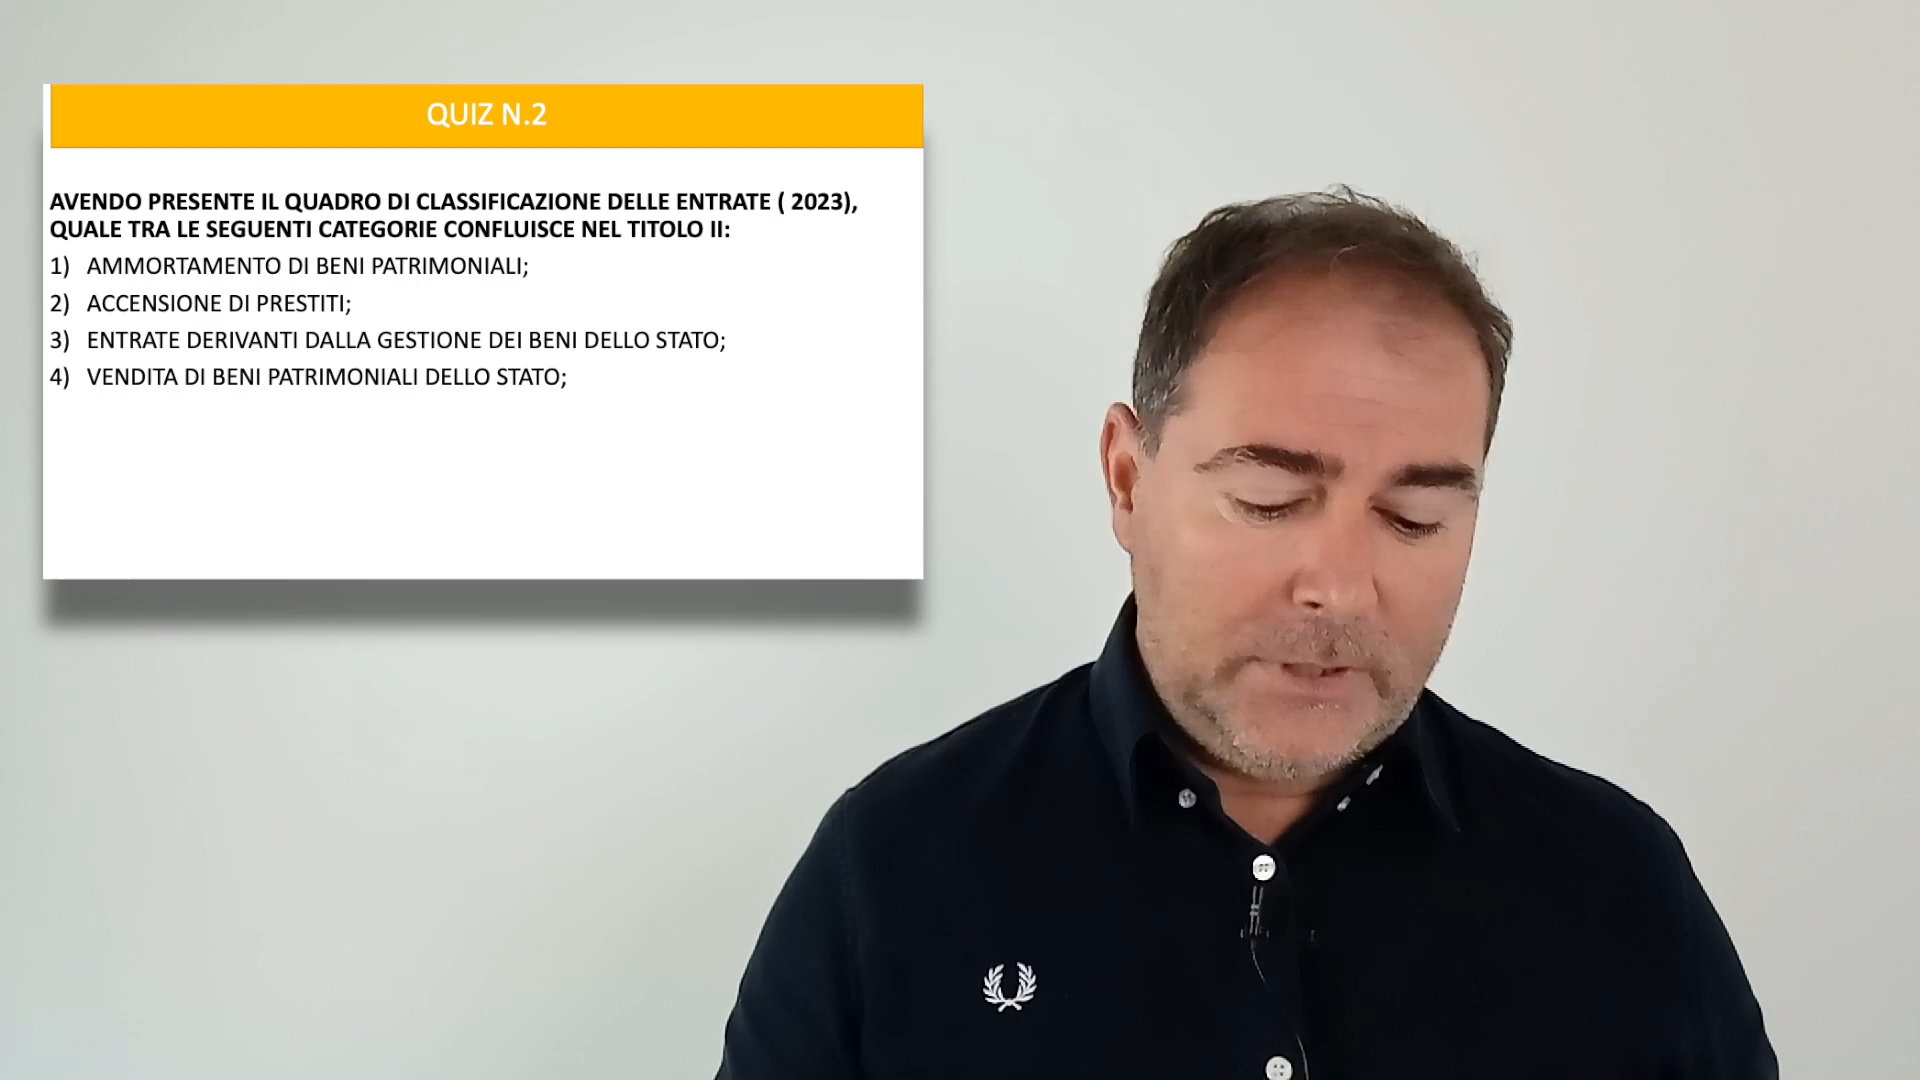 QUIZ N.2
AVENDO PRESENTE IL QUADRO DI CLASSIFICAZIONE DELLE ENTRATE ( 2023),
QUALE TRA LE SEGUENTI CATEGORIE CONFLUISCE NEL TITOLO II:
1) AMMORTAMENTO DI BENI PATRIMONIALI;
2) ACCENSIONE DI PRESTITI;
3) ENTRATE DERIVANTI DALLA GESTIONE DEI BENI DELLO STATO;
4) VENDITA DI BENI PATRIMONIALI DELLO STATO;